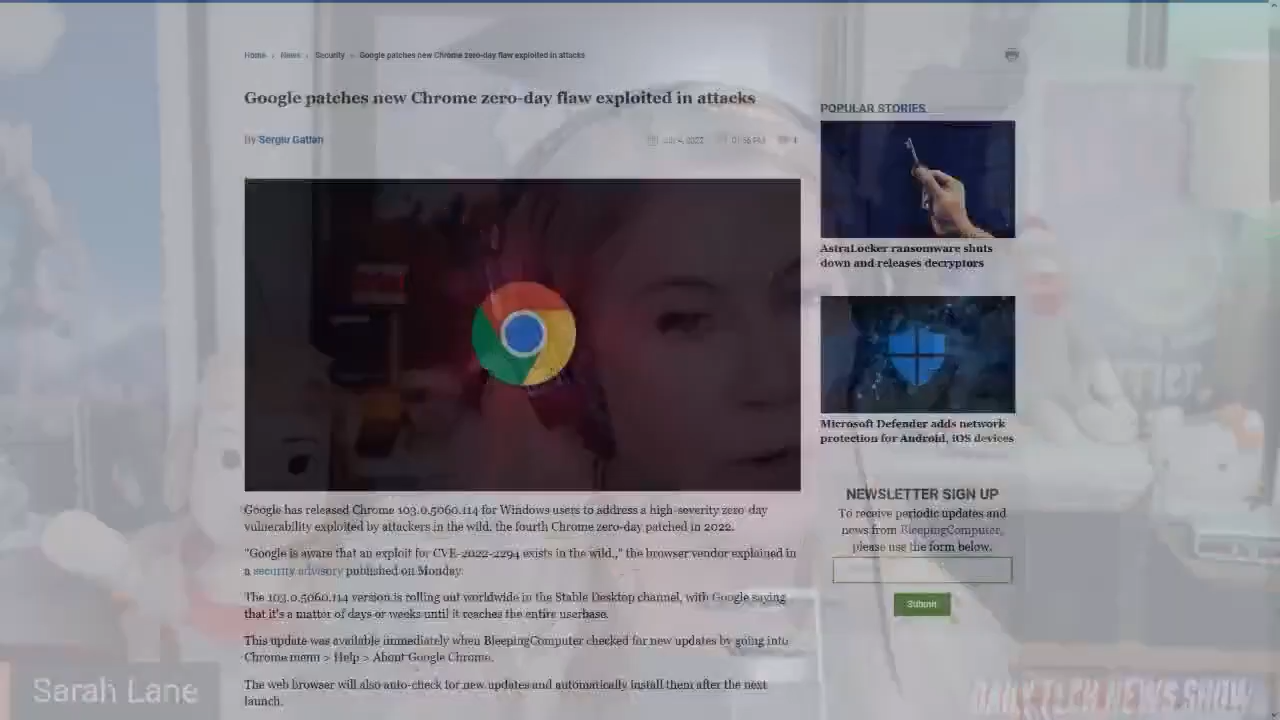 Home › News › Security › Google patches new Chrome zero-day flaw exploited in attacks
Google patches new Chrome zero-day flaw exploited in attacks
By Sergiu Gatlan
4
Google has released Chrome 103.0.5060.114 for Windows users to address a high-severity zero-day
vulnerability exploited by attackers in the wild, the fourth Chrome zero-day patched in 2022.
"Google is aware that an exploit for CVE-2022-2294 exists in the wild.," the browser vendor explained in
a security advisory published on Monday.
The 103.0.5060.114 version is rolling out worldwide in the Stable Desktop channel, with Google saying
that it's a matter of days or weeks until it reaches the entire userbase.
This update was available immediately when BleepingComputer checked for new updates by going into
Chrome menu > Help > About Google Chrome.
The web browser will also auto-check for new updates and automatically install them after the next
launch.
POPULAR STORIES
AstraLocker ransomware shuts
down and releases decryptors
Microsoft Defender adds network
protection for Android, iOS devices
NEWSLETTER SIGN UP
To receive periodic updates and
news from BleepingComputer,
please use the form below.
Submit
Sarah Lane
DAILY TECH NEWS SHOW